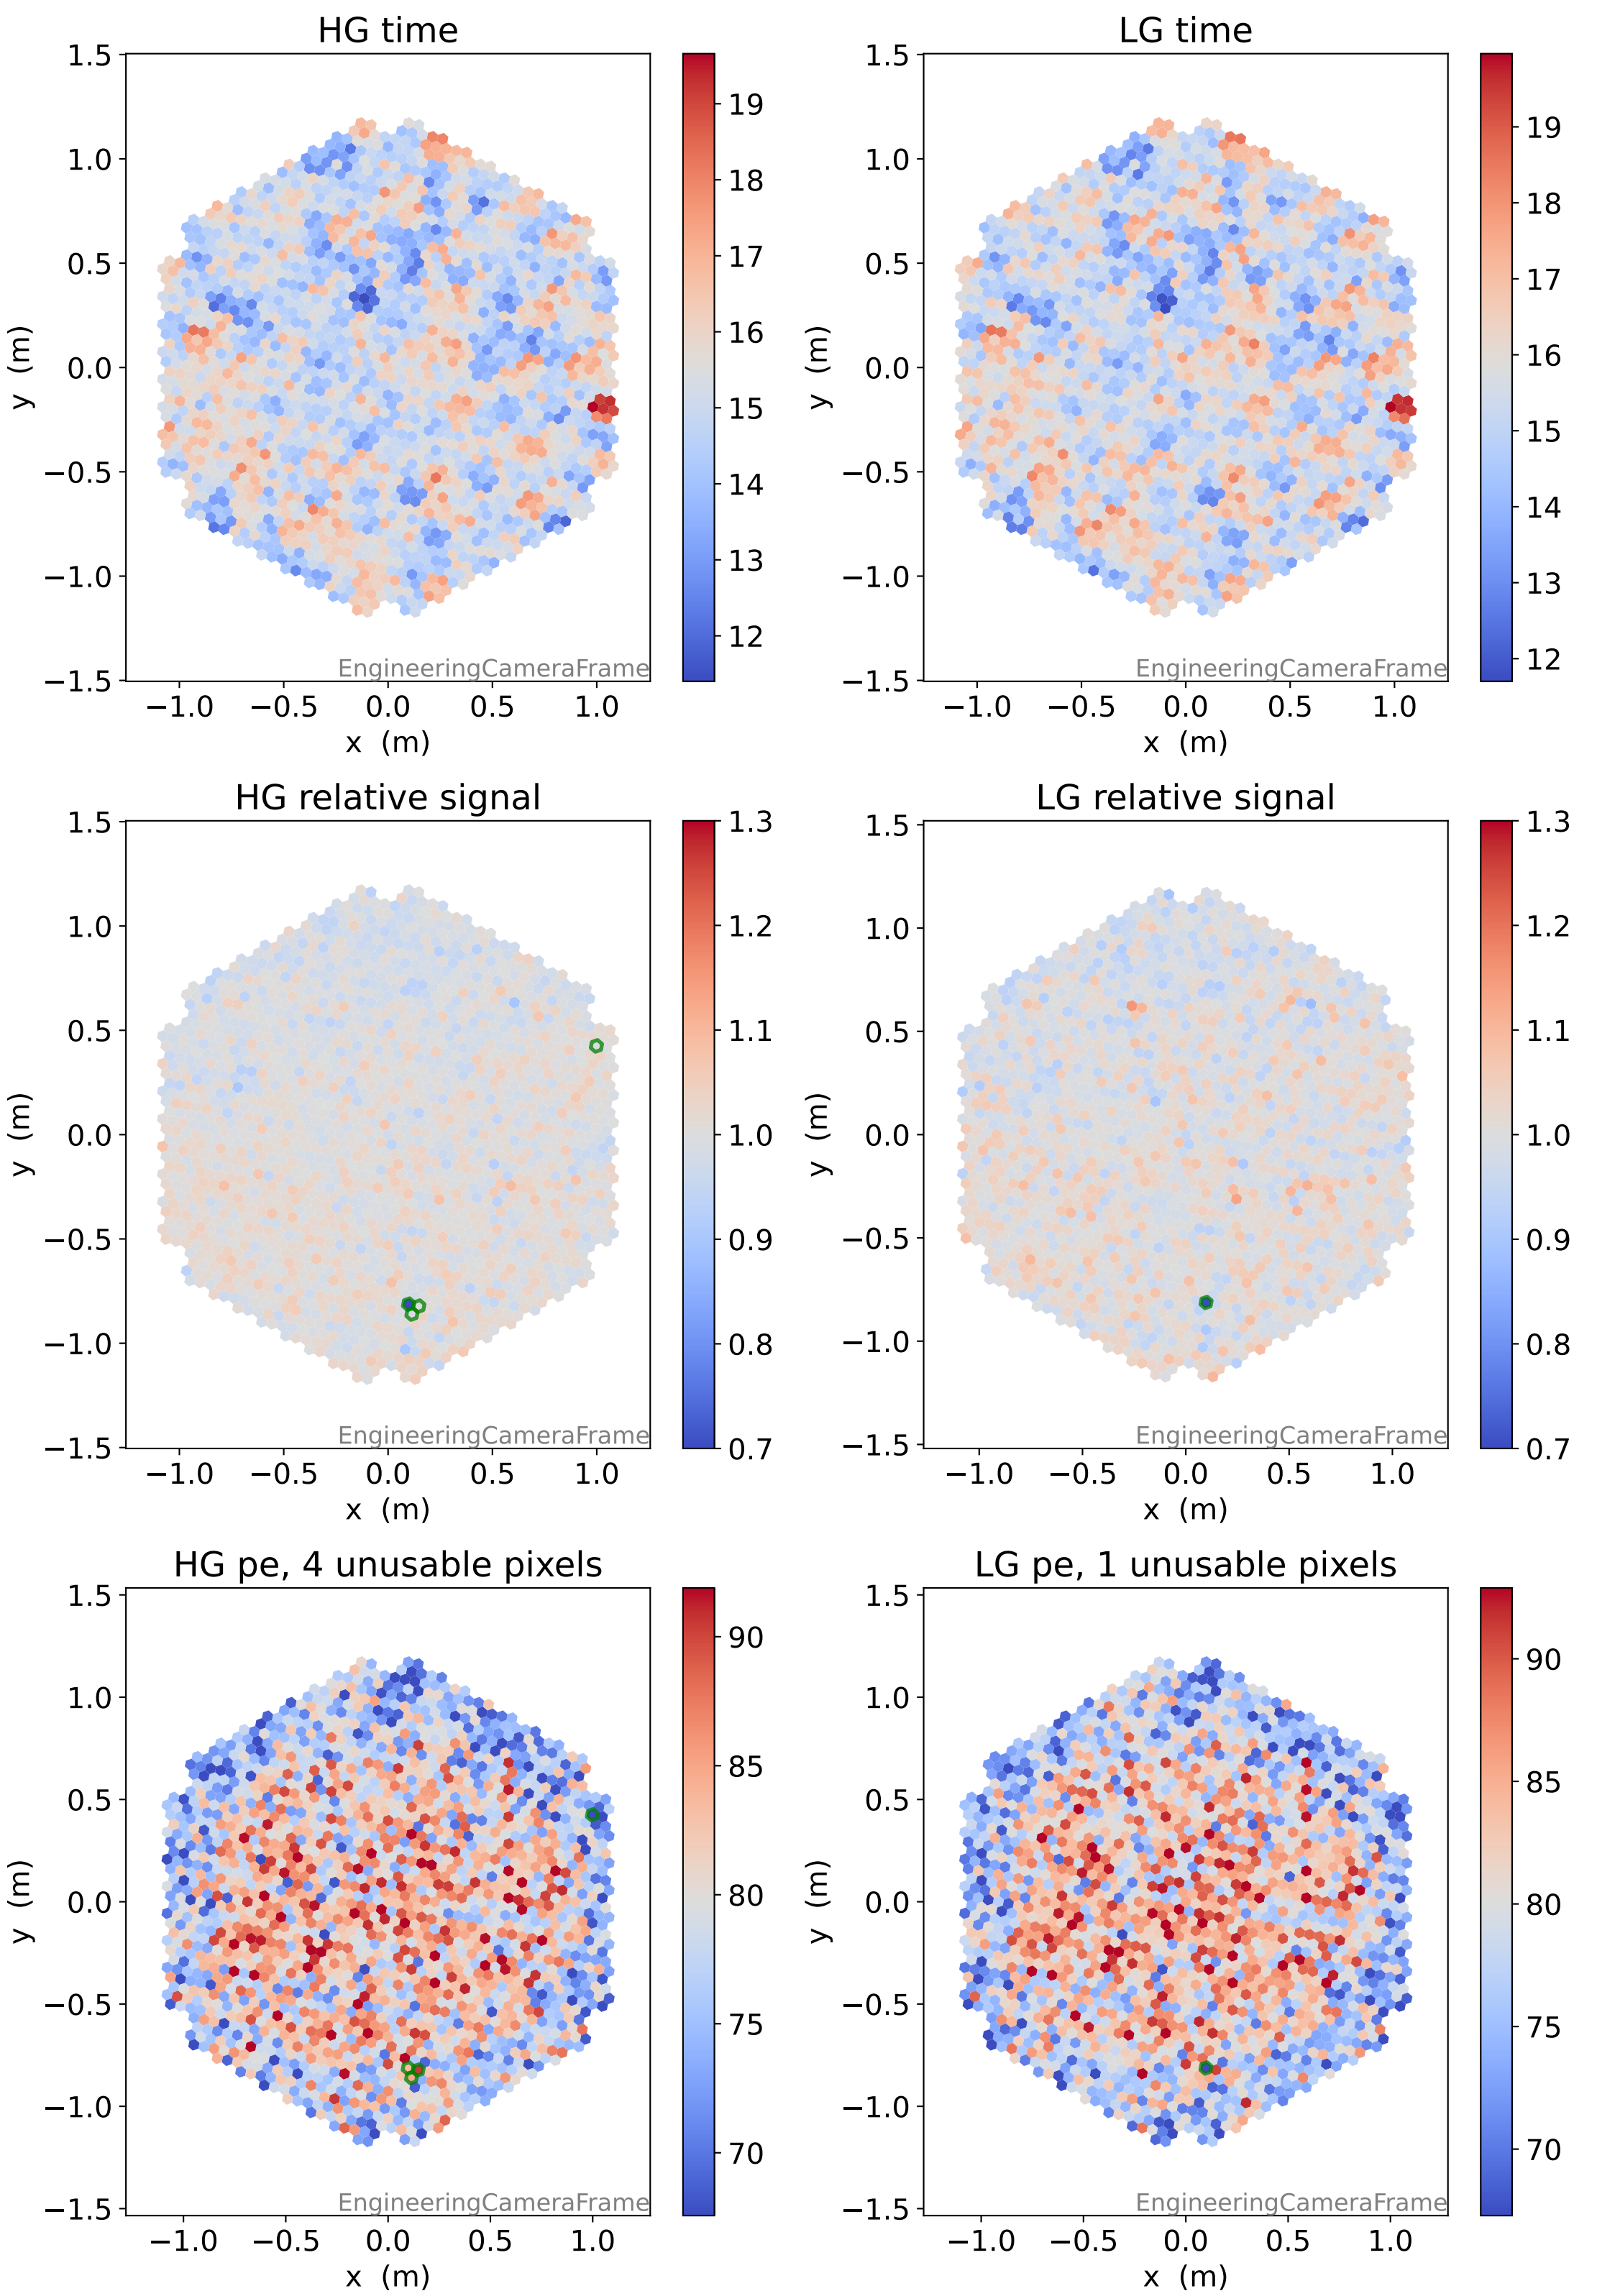 HG time
1.5
1.0
0.5
0.0
−0.5
−1.0
−1.5
y (m)
−1.0 −0.5 0.0 0.5 1.0
x (m)
EngineeringCameraFrame
19
18
17
16
15
14
13
12
LG time
1.5
1.0
0.5
0.0
−0.5
−1.0
−1.5
y (m)
−1.0 −0.5 0.0 0.5 1.0
x (m)
EngineeringCameraFrame
19
18
17
16
15
14
13
12
HG relative signal
1.5
1.0
0.5
0.0
−0.5
−1.0
−1.5
y (m)
−1.0 −0.5 0.0 0.5 1.0
x (m)
EngineeringCameraFrame
1.3
1.2
1.1
1.0
0.9
0.8
0.7
LG relative signal
1.5
1.0
0.5
0.0
−0.5
−1.0
−1.5
y (m)
−1.0 −0.5 0.0 0.5 1.0
x (m)
EngineeringCameraFrame
1.3
1.2
1.1
1.0
0.9
0.8
0.7
HG pe, 4 unusable pixels
1.5
1.0
0.5
0.0
−0.5
−1.0
−1.5
y (m)
−1.0 −0.5 0.0 0.5 1.0
x (m)
EngineeringCameraFrame
90
85
80
75
70
LG pe, 1 unusable pixels
1.5
1.0
0.5
0.0
−0.5
−1.0
−1.5
y (m)
−1.0 −0.5 0.0 0.5 1.0
x (m)
EngineeringCameraFrame
90
85
80
75
70